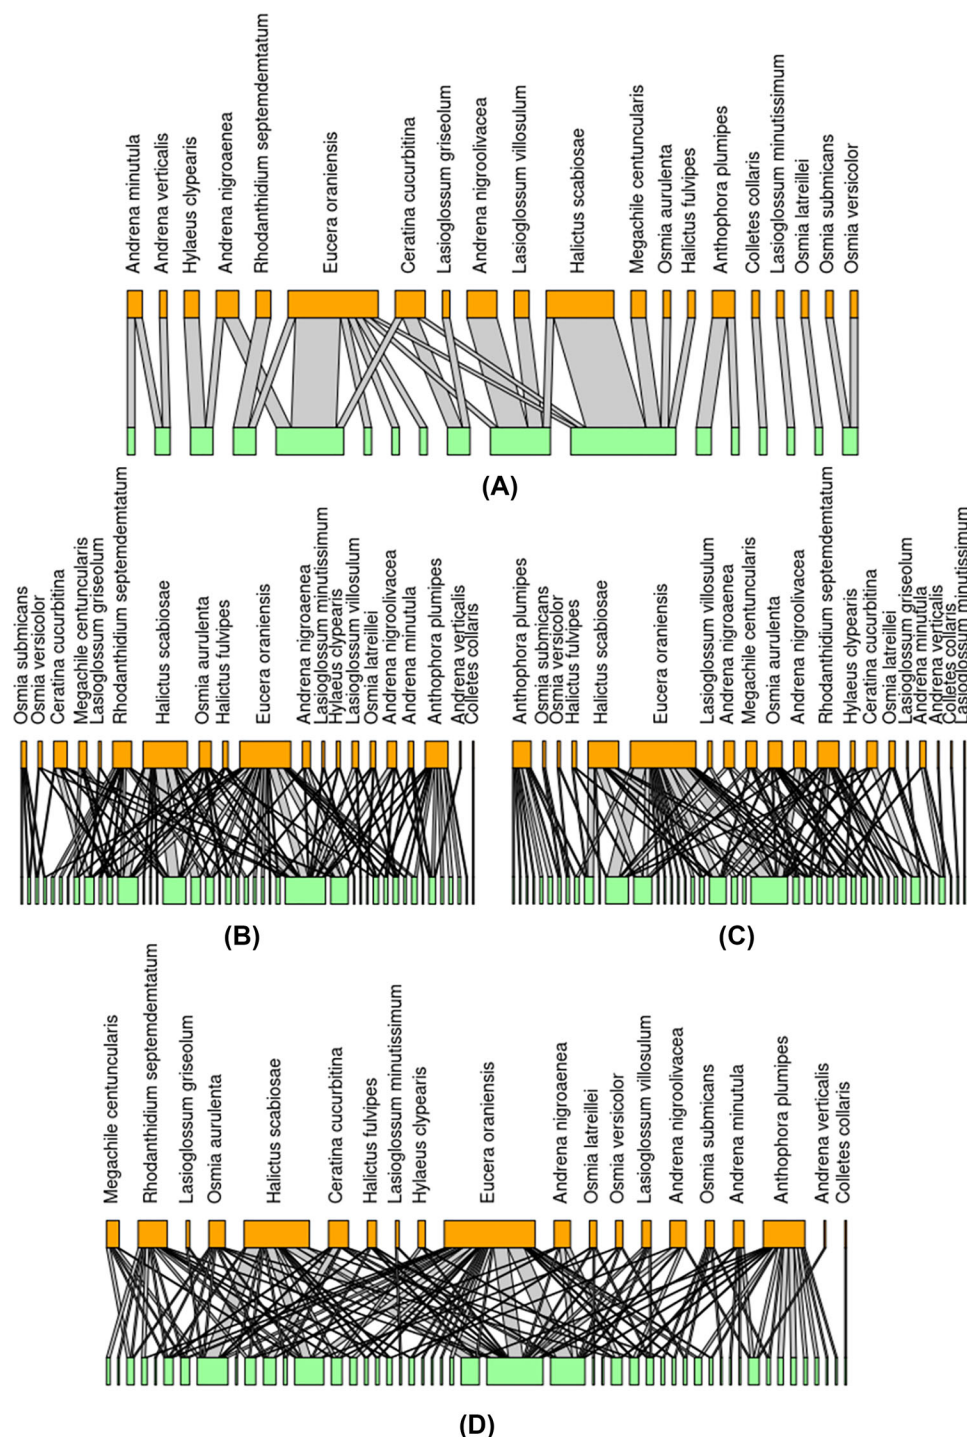 Andrena minutula
Andrena verticalis
Hylaeus clypearis
Andrena nigroaenea
Rhodanthidium septemdemtatum
Eucera oraniensis
Ceratina cucurbitina
Lasioglossum griseolum
Andrena nigroolivacea
Lasioglossum villosulum
Halictus scabiosae
Megachile centuncularis
Osmia aurulenta
Halictus fulvipes
Anthophora plumipes
Colletes collaris
Lasioglossum minutissimum
Osmia latreillei
Osmia submicans
Osmia versicolor
(A)
Osmia submicans
Osmia versicolor
Ceratina cucurbitina
Megachile centuncularis
Lasioglossum griseolum
Rhodanthidium septemdemtatum
Halictus scabiosae
Osmia aurulenta
Halictus fulvipes
Eucera oraniensis
Andrena nigroaenea
Lasioglossum minutissimum
Hylaeus clypearis
Lasioglossum villosulum
Osmia latreillei
Andrena nigroolivacea
Andrena minutula
Anthophora plumipes
Andrena verticalis
Colletes collaris
(B)
Anthophora plumipes
Osmia submicans
Osmia versicolor
Halictus fulvipes
Halictus scabiosae
Eucera oraniensis
Lasioglossum villosulum
Andrena nigroaenea
Megachile centuncularis
Osmia aurulenta
Andrena nigroolivacea
Rhodanthidium septemdemtatum
Hylaeus clypearis
Ceratina cucurbitina
Osmia latreillei
Lasioglossum griseolum
Andrena minutula
Andrena verticalis
Colletes collaris
Lasioglossum minutissimum
(C)
Megachile centuncularis
Rhodanthidium septemdemtatum
Lasioglossum griseolum
Osmia aurulenta
Halictus scabiosae
Ceratina cucurbitina
Halictus fulvipes
Lasioglossum minutissimum
Hylaeus clypearis
Eucera oraniensis
Andrena nigroaenea
Osmia latreillei
Osmia versicolor
Lasioglossum villosulum
Andrena nigroolivacea
Osmia submicans
Andrena minutula
Anthophora plumipes
Andrena verticalis
Colletes collaris
(D)